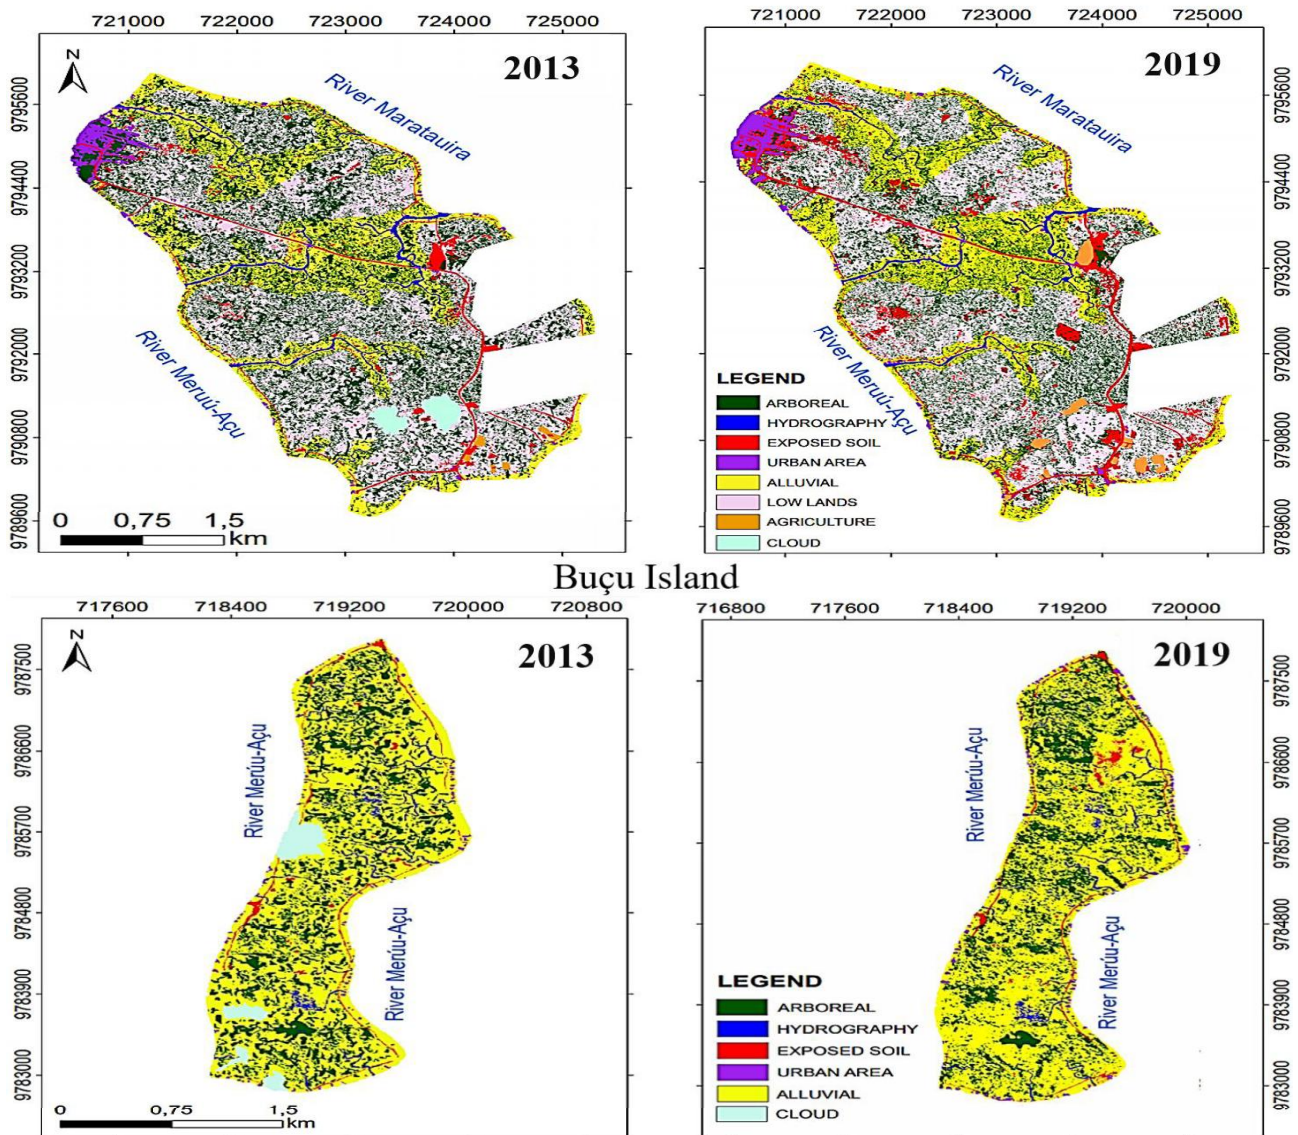 721000 722000 723000 724000 725000
721000 722000 723000 724000 725000
N
2013
2019
River Maratauira
River Maratauira
9795600
9794400
9793200
9792000
9790800
9789600
9795600
9794400
9793200
9792000
9790800
9789600
River Meruú-Açu
River Meruú-Açu
0 0,75 1,5
km
LEGEND
ARBOREAL
HYDROGRAPHY
EXPOSED SOIL
URBAN AREA
ALLUVIAL
LOW LANDS
AGRICULTURE
CLOUD
Buçu Island
717600 718400 719200 720000 720800
716800 717600 718400 719200 720000
N
2013
2019
9787500
9786600
9785700
9784800
9783900
9783000
9787500
9786600
9785700
9784800
9783900
9783000
River Merúu-Açu
River Merúu-Açu
River Merúu-Açu
River Merúu-Açu
0 0,75 1,5
km
LEGEND
ARBOREAL
HYDROGRAPHY
EXPOSED SOIL
URBAN AREA
ALLUVIAL
CLOUD